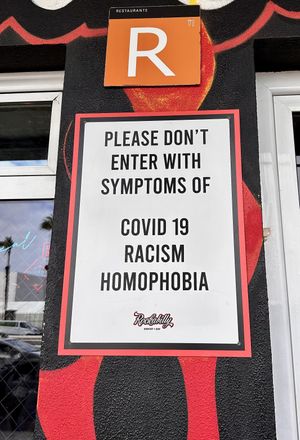 RESTAURANTE
R
PLEASE DON'T
ENTER WITH
SYMPTOMS OF
COVID 19
RACISM
HOMOPHOBIA
Rockabilly